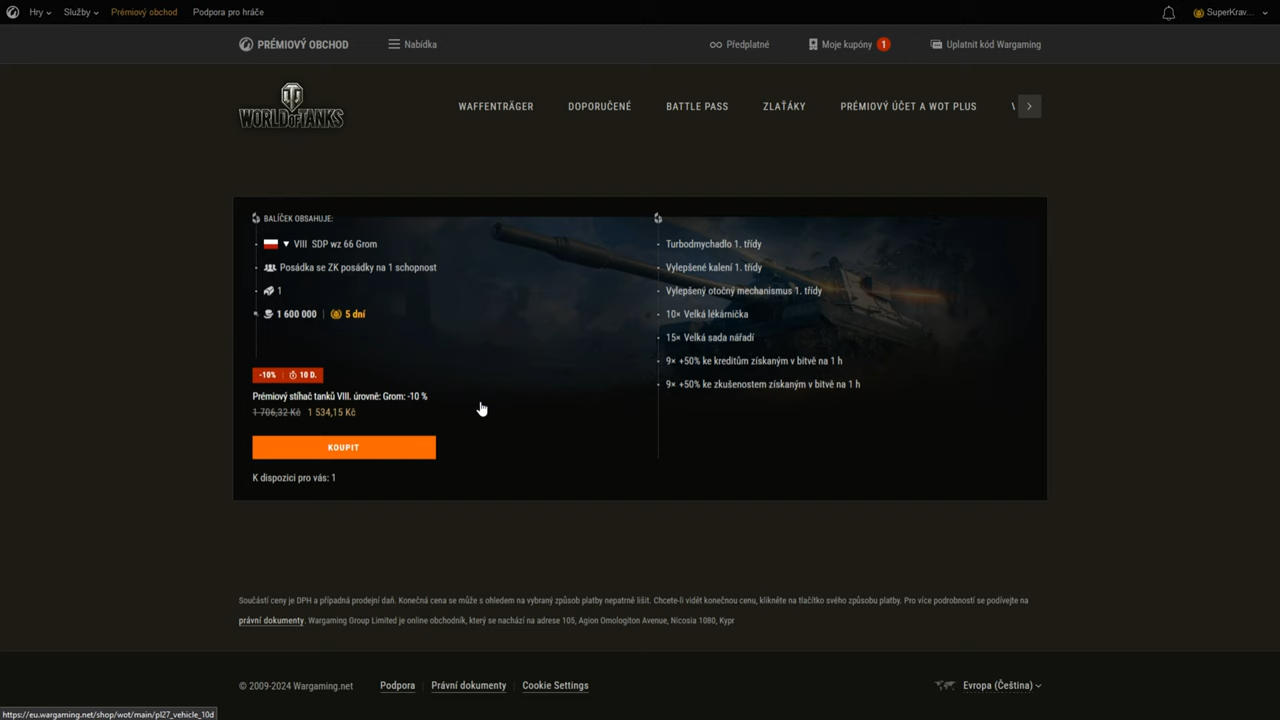 Hry
Služby
Prémiový obchod
Podpora pro hráče
SuperKrav...
PRÉMIOVÝ OBCHOD
Nabídka
Předplatné
Moje kupóny 1
Uplatnit kód Wargaming
WORLD OF TANKS
WAFFENTRÄGER
DOPORUČENÉ
BATTLE PASS
ZLAŤÁKY
PRÉMIOVÝ ÚČET A WOT PLUS
BALÍČEK OBSAHUJE:
VIII SDP wz 66 Grom
Posádka se ZK posádky na 1 schopnost
1
1 600 000 | 5 dní
Turbodmychadlo 1. třídy
Vylepšené kalení 1. třídy
Vylepšený otočný mechanismus 1. třídy
10× Velká lékárnička
15× Velká sada nářadí
9× +50% ke kreditům získaným v bitvě na 1 h
9× +50% ke zkušenostem získaným v bitvě na 1 h
-10% 10 D.
Prémiový stíhač tanků VIII. úrovně: Grom: -10 %
1 706,32 Kč 1 534,15 Kč
KOUPIT
K dispozici pro vás: 1
Součástí ceny je DPH a případná prodejní daň. Konečná cena se může s ohledem na vybraný způsob platby nepatrně lišit. Chcete-li vidět konečnou cenu, klikněte na tlačítko svého způsobu platby. Pro více podrobností se podívejte na
právní dokumenty. Wargaming Group Limited je online obchodník, který se nachází na adrese 105, Agion Omologiton Avenue, Nicosia 1080, Kypr
© 2009-2024 Wargaming.net
Podpora
Právní dokumenty
Cookie Settings
Evropa (Čeština)
https://eu.wargaming.net/shop/wot/main/pl27_vehicle_10d